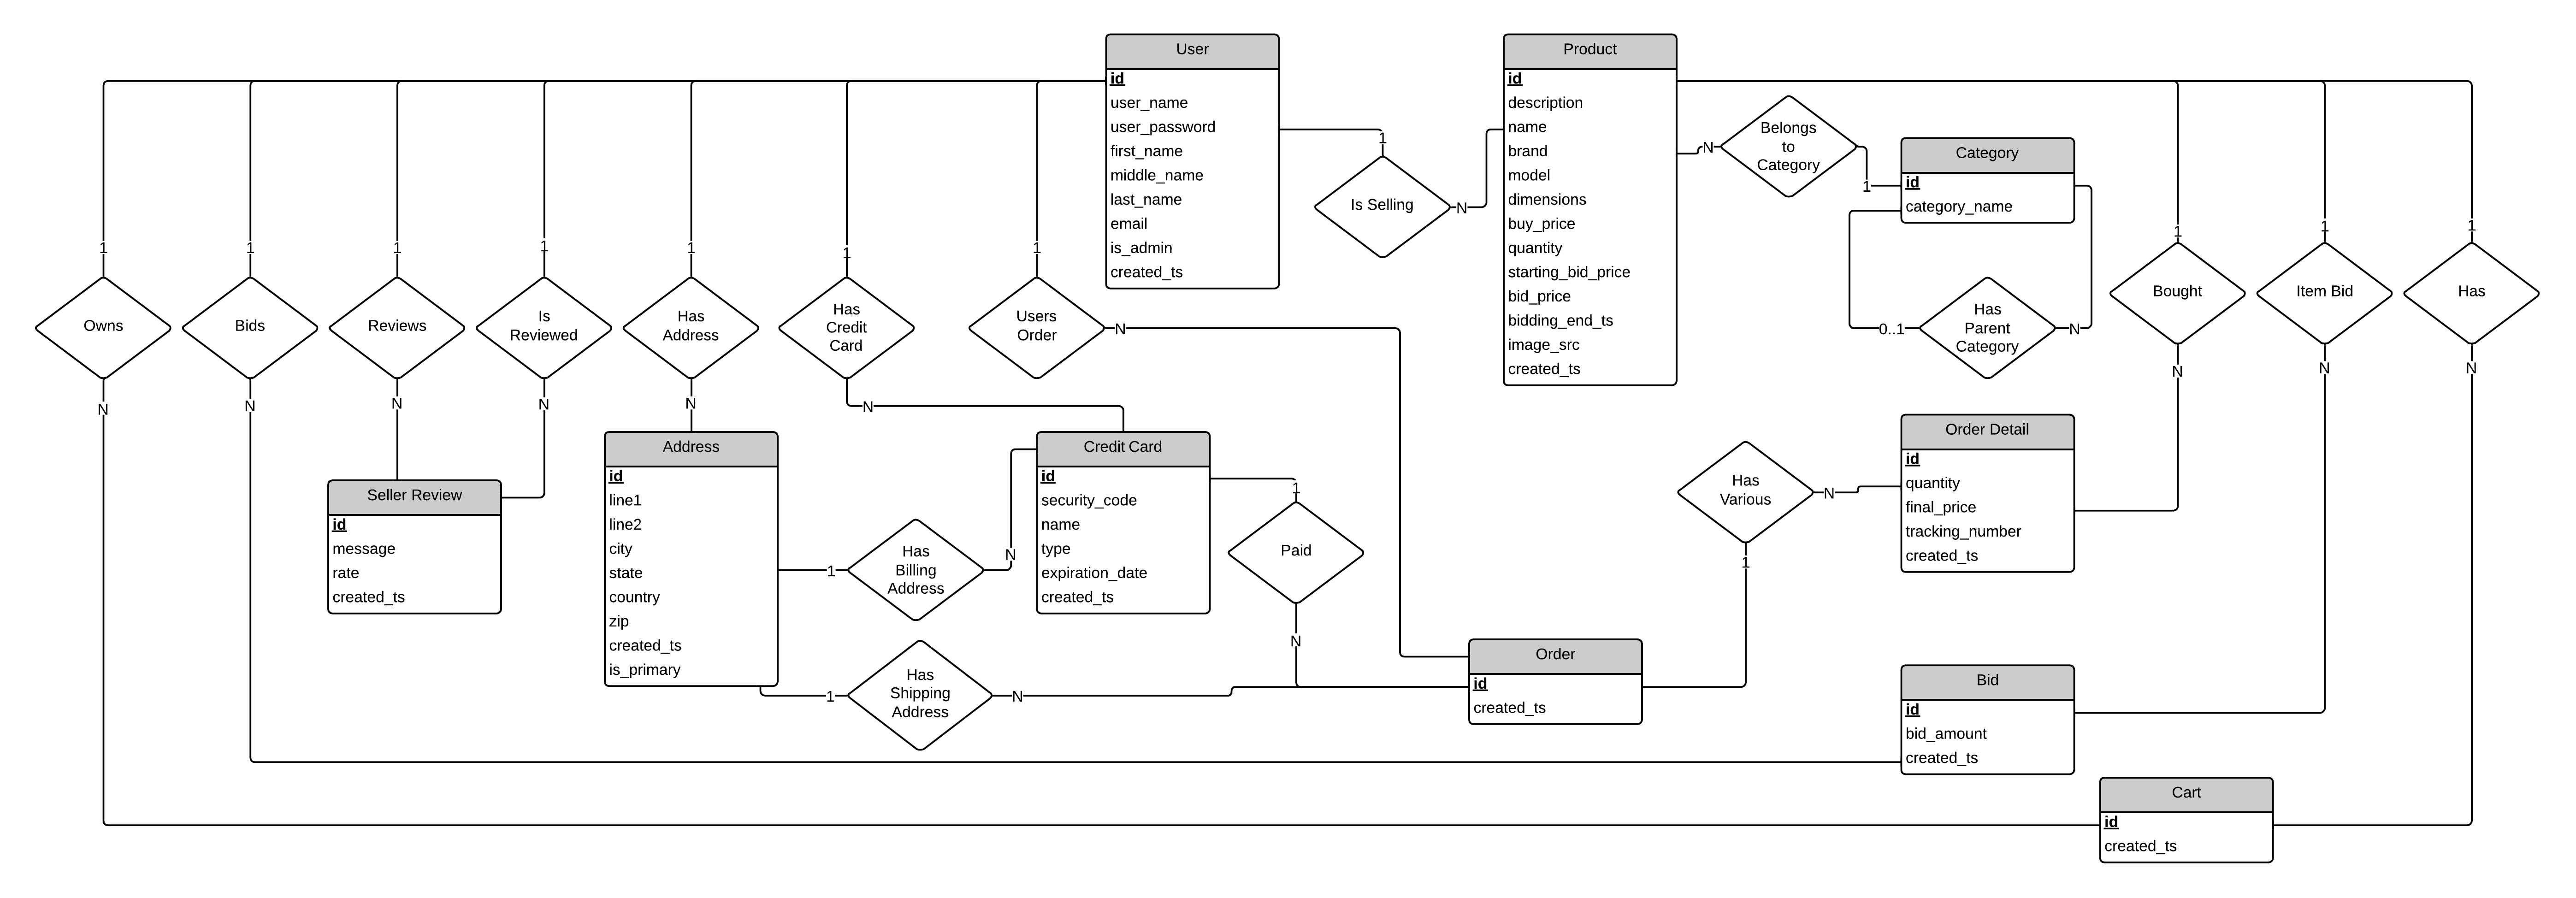 User
id
user_name
user_password
first_name
middle_name
last_name
email
is_admin
created_ts
Product
id
description
name
brand
model
dimensions
buy_price
quantity
starting_bid_price
bid_price
bidding_end_ts
image_src
created_ts
1
Is Selling
N
N
Belongs
to
Category
1
Category
id
category_name
0..1
Has
Parent
Category
N
1
Owns
N
1
Bids
N
1
Reviews
N
1
Is
Reviewed
N
1
Has
Address
N
1
Has
Credit
Card
N
1
Users
Order
N
1
Bought
N
1
Item Bid
N
1
Has
N
Seller Review
id
message
rate
created_ts
Address
id
line1
line2
city
state
country
zip
created_ts
is_primary
1
Has
Billing
Address
N
Credit Card
id
security_code
name
type
expiration_date
created_ts
1
Paid
N
1
Has
Shipping
Address
N
Order
id
created_ts
Has
Various
N
1
Order Detail
id
quantity
final_price
tracking_number
created_ts
Bid
id
bid_amount
created_ts
Cart
id
created_ts